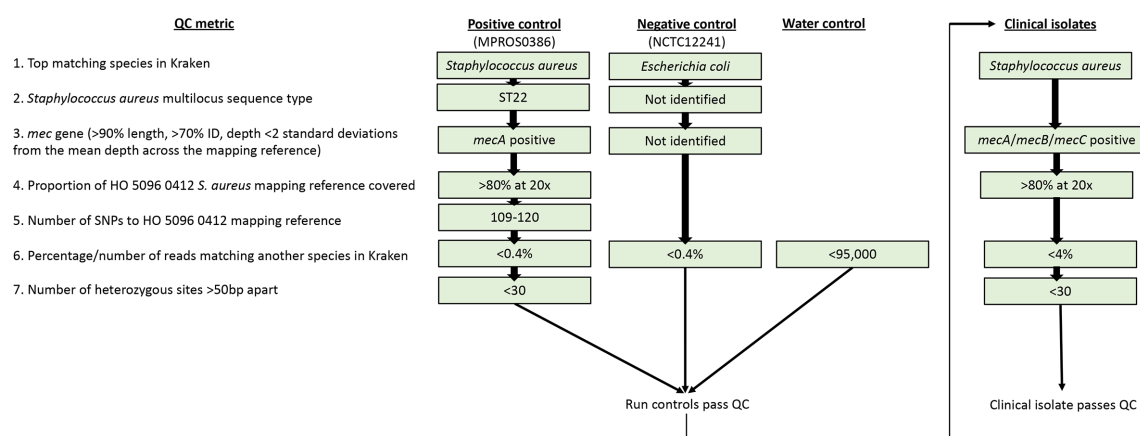 QC metric
Positive control
(MPROS0386)
Negative control
(NCTC12241)
Water control
Clinical isolates
1. Top matching species in Kraken
Staphylococcus aureus
Escherichia coli
Staphylococcus aureus
2. Staphylococcus aureus multilocus sequence type
ST22
Not identified
3. mec gene (>90% length, >70% ID, depth <2 standard deviations
from the mean depth across the mapping reference)
mecA positive
Not identified
mecA/mecB/mecC positive
4. Proportion of HO 5096 0412 S. aureus mapping reference covered
>80% at 20x
>80% at 20x
5. Number of SNPs to HO 5096 0412 mapping reference
109-120
6. Percentage/number of reads matching another species in Kraken
<0.4%
<0.4%
<95,000
<4%
7. Number of heterozygous sites >50bp apart
<30
<30
Run controls pass QC
Clinical isolate passes QC